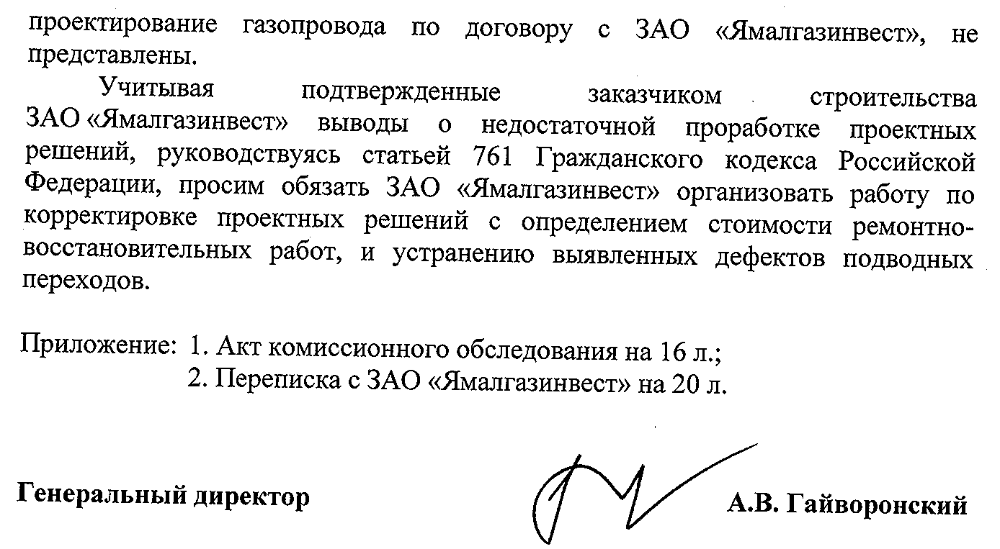 проектирование газопровода по договору с ЗАО «Ямалгазинвест», не
представлены.
Учитывая подтвержденные заказчиком строительства
ЗАО «Ямалгазинвест» выводы о недостаточной проработке проектных
решений, руководствуясь статьей 761 Гражданского кодекса Российской
Федерации, просим обязать ЗАО «Ямалгазинвест» организовать работу по
корректировке проектных решений с определением стоимости ремонтно-
восстановительных работ, и устранению выявленных дефектов подводных
переходов.
Приложение: 1. Акт комиссионного обследования на 16 л.;
2. Переписка с ЗАО «Ямалгазинвест» на 20 л.
Генеральный директор А.В. Гайворонский